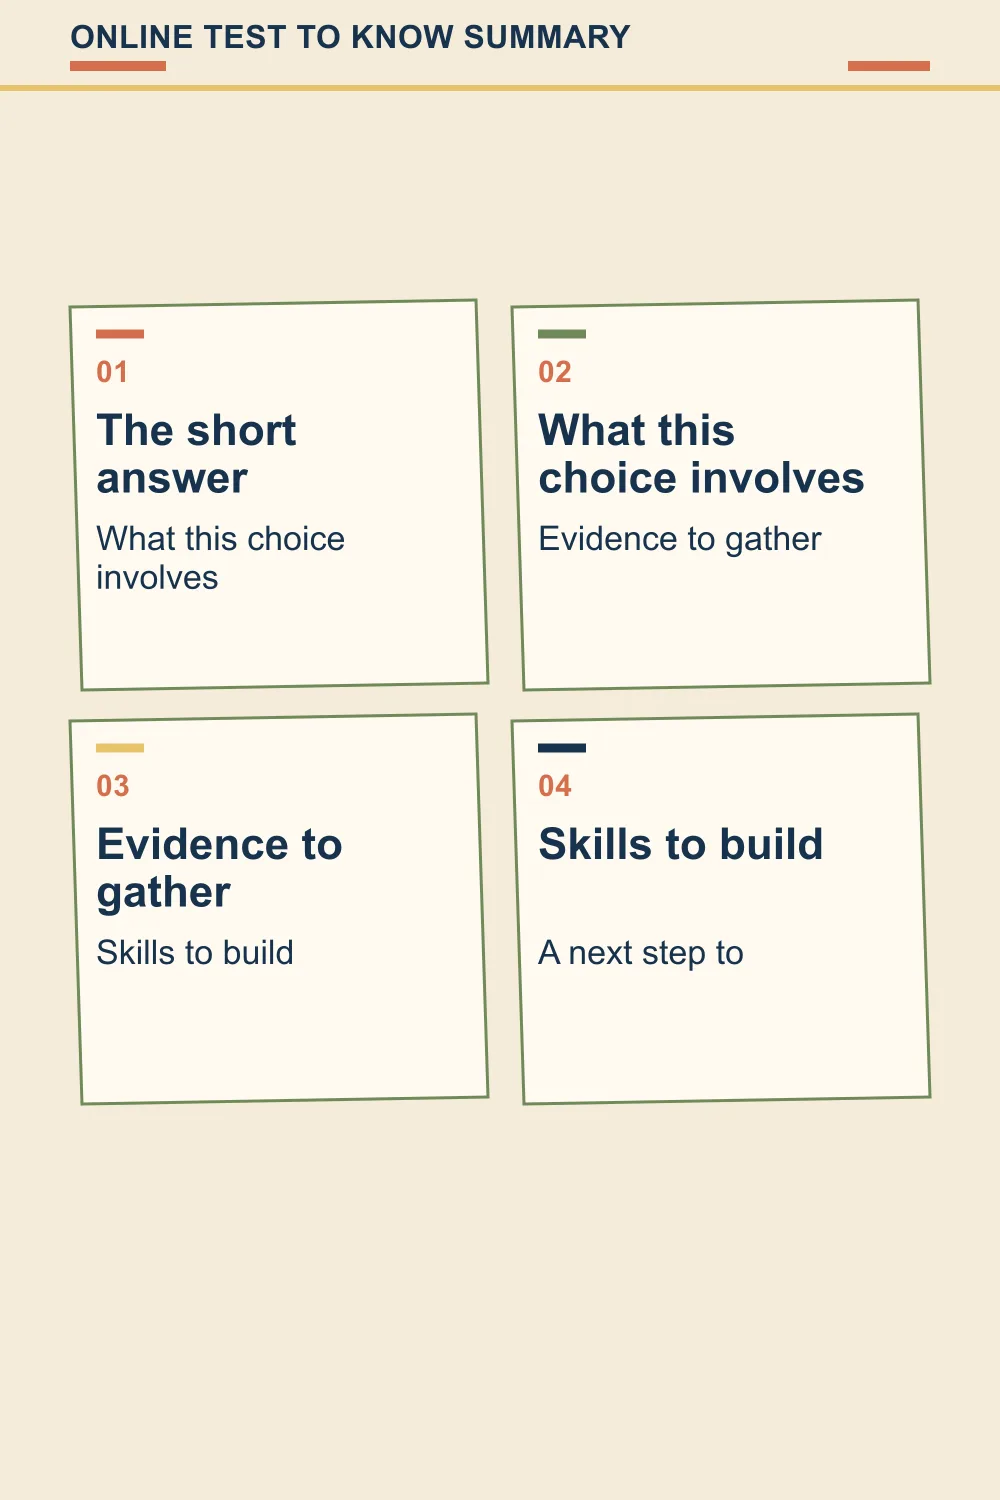 ONLINE TEST TO KNOW SUMMARY
01
The short
answer
What this choice
involves
02
What this
choice involves
Evidence to gather
03
Evidence to
gather
Skills to build
04
Skills to build
A next step to